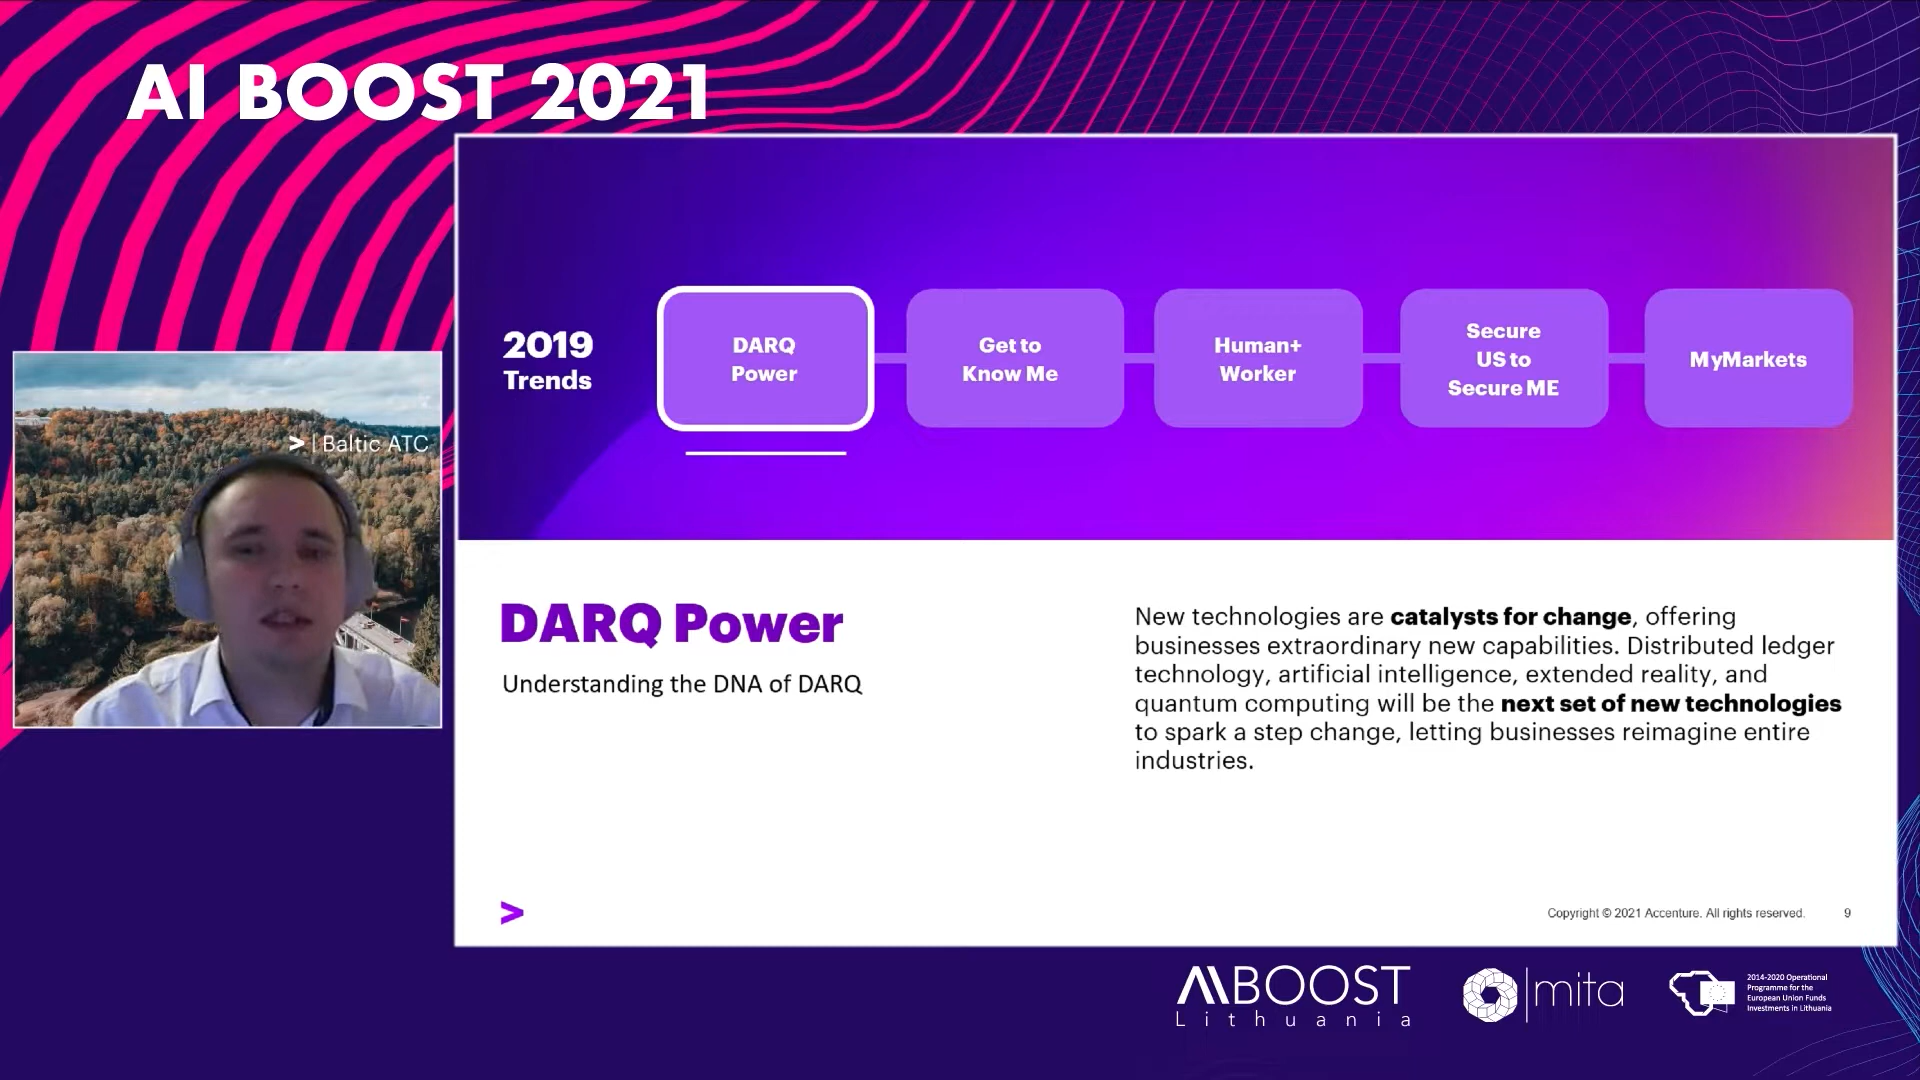 AI BOOST 2021
> | Baltic ATC
2019
Trends
DARQ
Power
Get to
Know Me
Human+
Worker
Secure
US to
Secure ME
MyMarkets
DARQ Power
Understanding the DNA of DARQ
New technologies are catalysts for change, offering
businesses extraordinary new capabilities. Distributed ledger
technology, artificial intelligence, extended reality, and
quantum computing will be the next set of new technologies
to spark a step change, letting businesses reimagine entire
industries.
>
Copyright © 2021 Accenture. All rights reserved.
9
AIBOOST
Lithuania
mita
2014-2020 Operational
Programme for the
European Union Funds
Investments in Lithuania